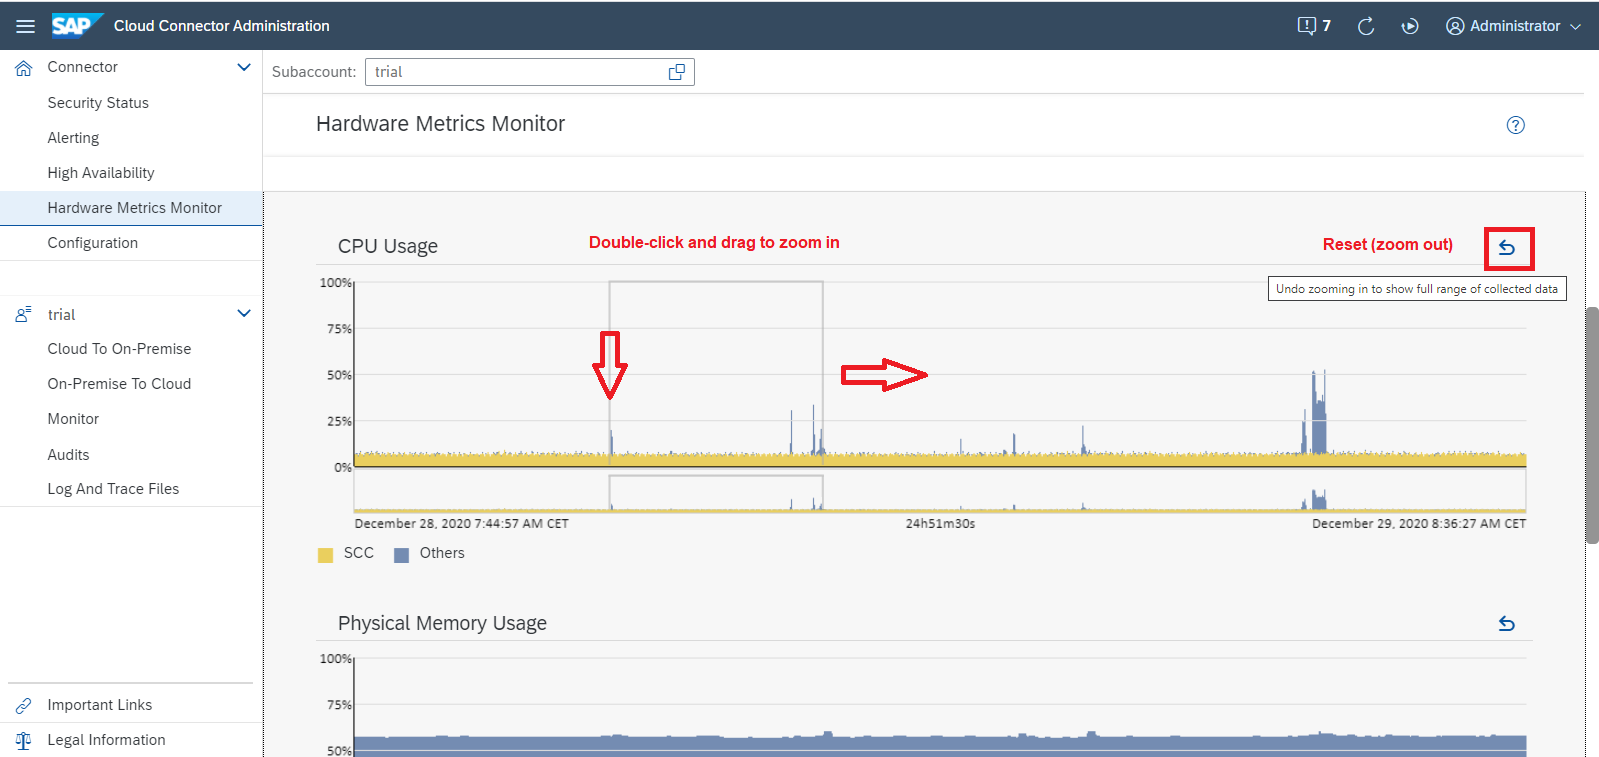 SAP Cloud Connector Administration
7
Administrator
Connector
Security Status
Alerting
High Availability
Hardware Metrics Monitor
Configuration
trial
Cloud To On-Premise
On-Premise To Cloud
Monitor
Audits
Log And Trace Files
Important Links
Legal Information
Subaccount: trial
Hardware Metrics Monitor
CPU Usage
Double-click and drag to zoom in
Reset (zoom out)
Undo zooming in to show full range of collected data
100%
75%
50%
25%
0%
December 28, 2020 7:44:57 AM CET
24h51m30s
December 29, 2020 8:36:27 AM CET
SCC
Others
Physical Memory Usage
100%
75%
50%